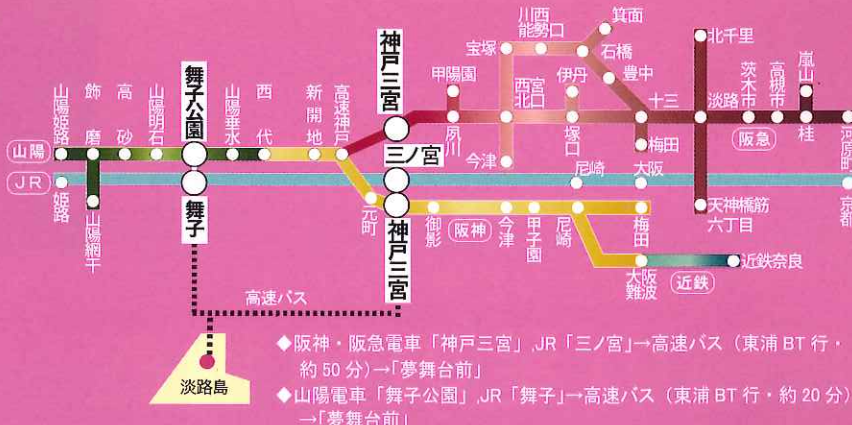 川西能勢口
箕面
宝塚
石橋
北千里
神戸三宮
甲陽園
西宮北口
伊丹
豊中
嵐山
山陽姫路
飾磨
高砂
山陽明石
舞子公園
山陽垂水
西代
新開地
高速神戸
夙川
塚口
十三
淡路
茨木市
高槻市
桂
河原町
阪急
梅田
山陽
三ノ宮
今津
JR
尼崎
大阪
姫路
山陽網干
舞子
元町
神戸三宮
御影
阪神
今津
甲子園
尼崎
梅田
天神橋筋
六丁目
京都
大阪難波
近鉄
近鉄奈良
高速バス
淡路島
◆阪神・阪急電車「神戸三宮」,JR「三ノ宮」→高速バス（東浦BT行・
約50分）→「夢舞台前」
◆山陽電車「舞子公園」,JR「舞子」→高速バス（東浦BT行・約20分）
→「夢舞台前」